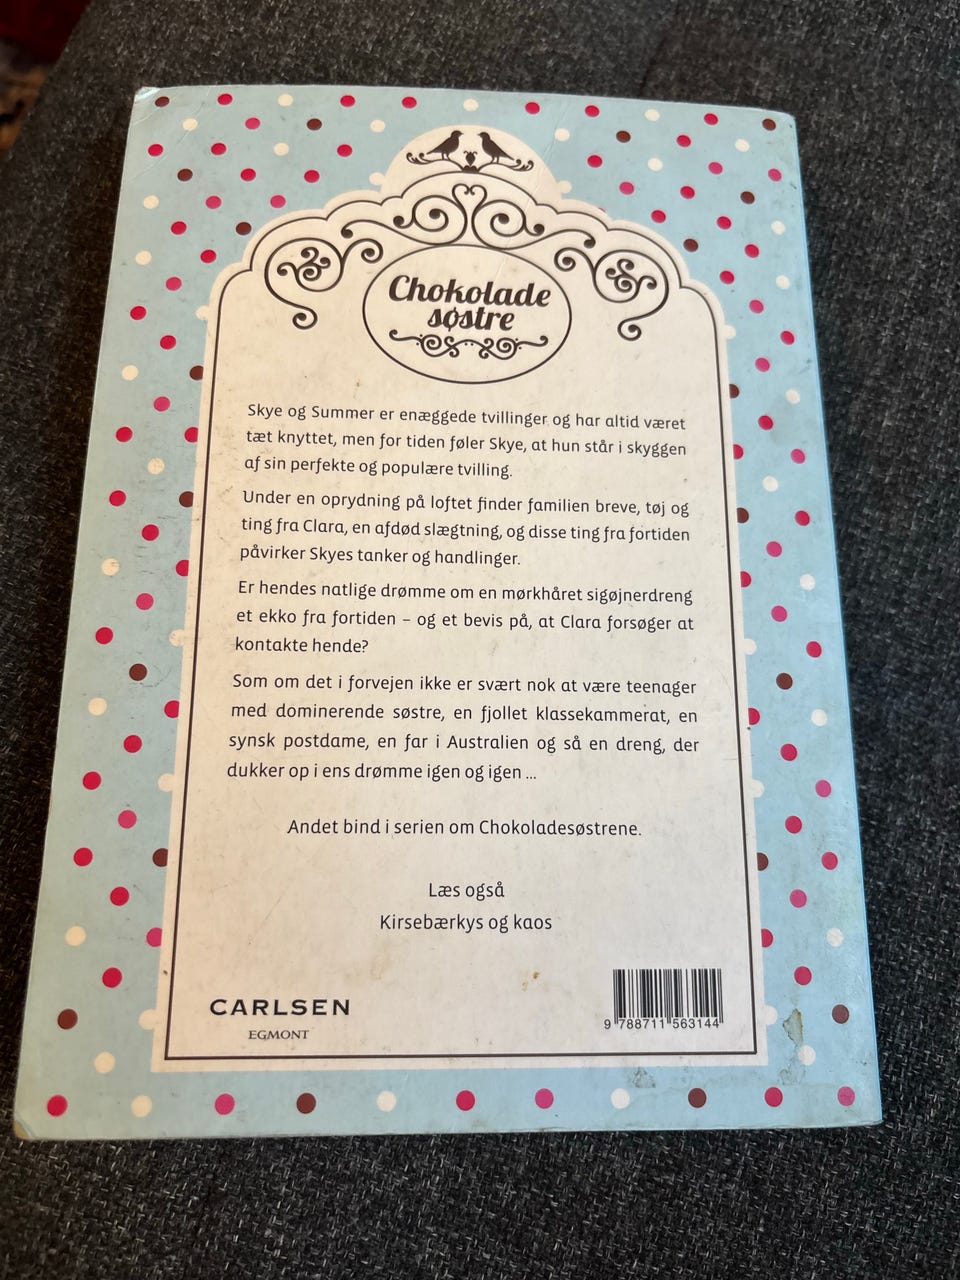 Chokolade
søstre
Skye og Summer er enæggede tvillinger og har altid været
tæt knyttet, men for tiden føler Skye, at hun står i skyggen
af sin perfekte og populære tvilling.
Under en oprydning på loftet finder familien breve, tøj og
ting fra Clara, en afdød slægtning, og disse ting fra fortiden
påvirker Skyes tanker og handlinger.
Er hendes natlige drømme om en mørkhåret sigøjnerdreng
et ekko fra fortiden – og et bevis på, at Clara forsøger at
kontakte hende?
Som om det i forvejen ikke er svært nok at være teenager
med dominerende søstre, en fjollet klassekammerat, en
synsk postdame, en far i Australien og så en dreng, der
dukker op i ens drømme igen og igen ...
Andet bind i serien om Chokoladesøstrene.
Læs også
Kirsebærkys og kaos
CARLSEN
EGMONT
9 788711 563144